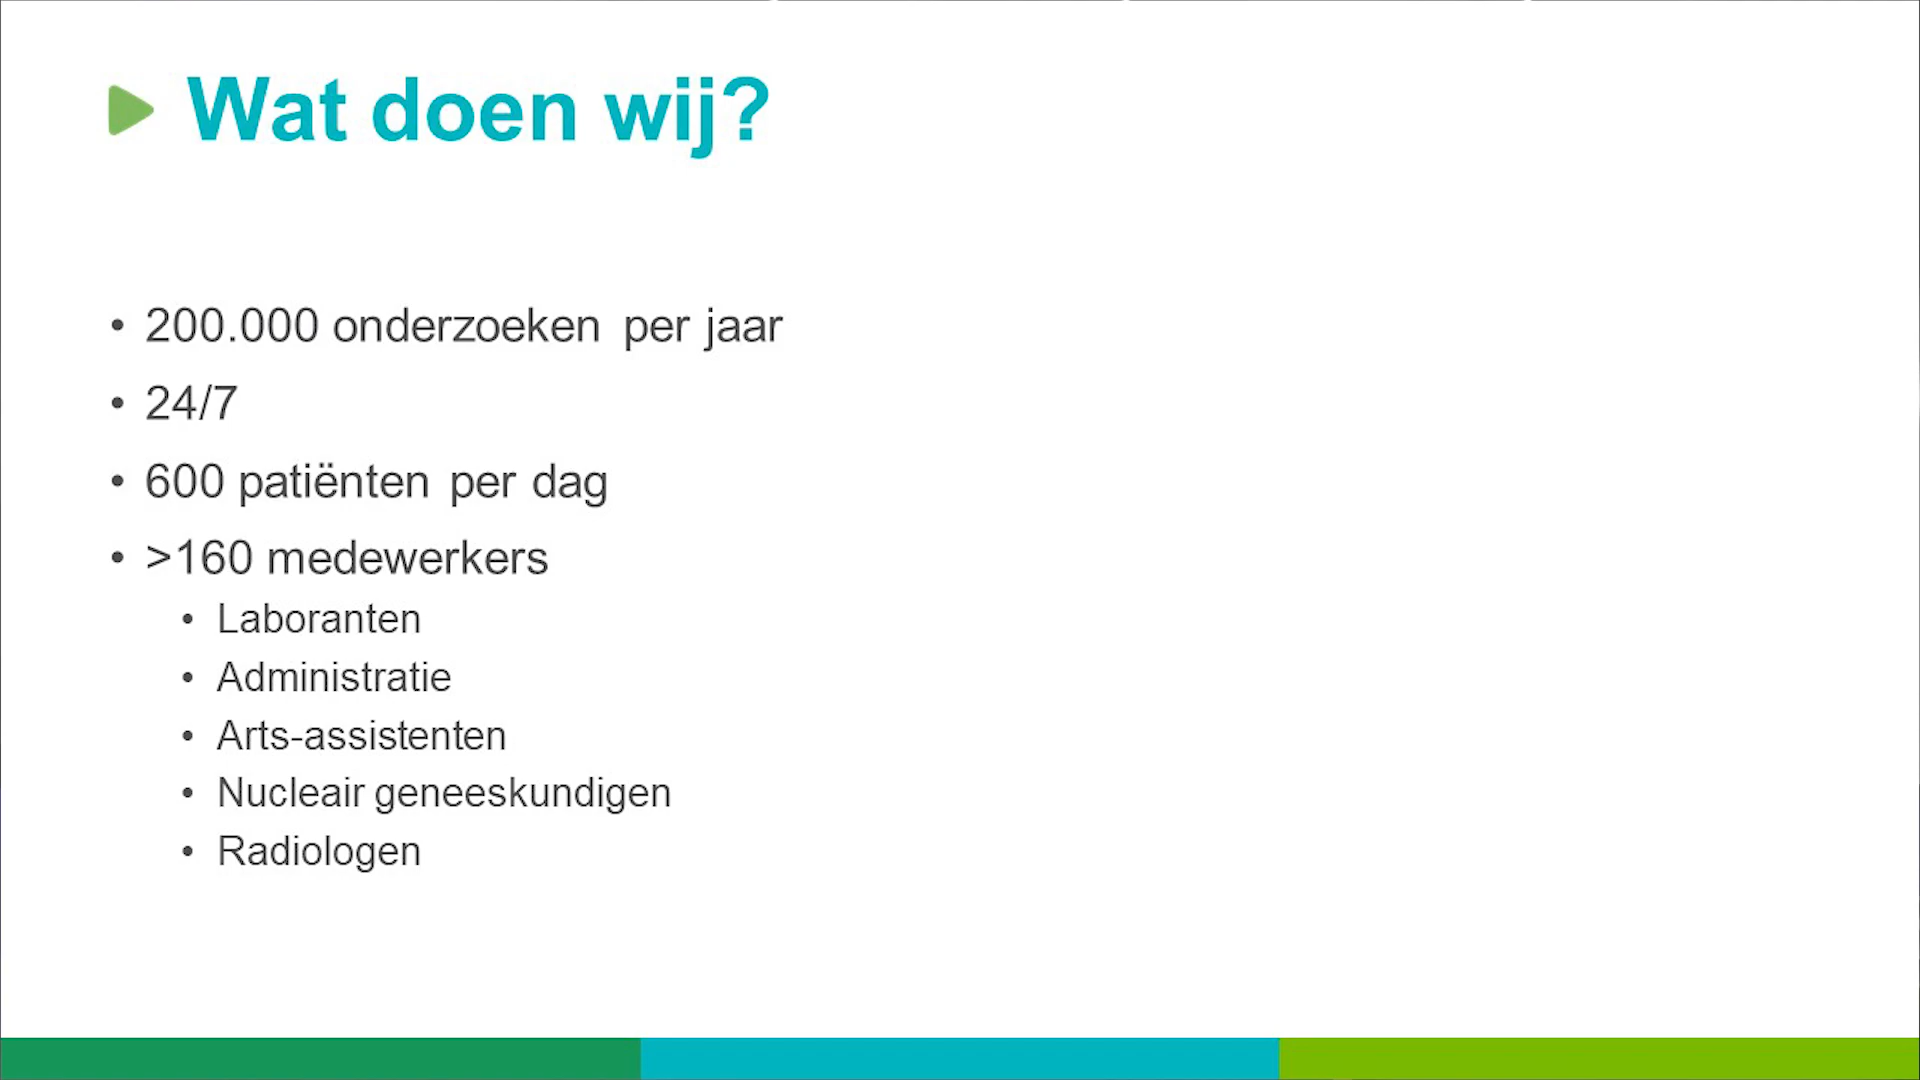 Wat doen wij?
• 200.000 onderzoeken per jaar
• 24/7
• 600 patiënten per dag
• >160 medewerkers
• Laboranten
• Administratie
• Arts-assistenten
• Nucleair geneeskundigen
• Radiologen